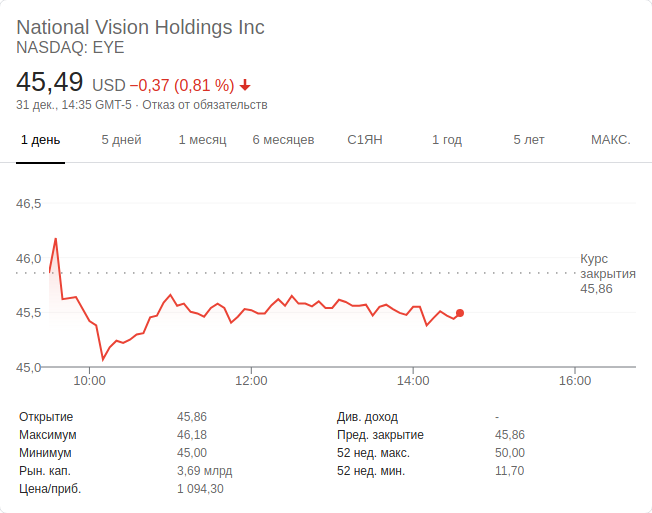 National Vision Holdings Inc
NASDAQ: EYE
45,49 USD −0,37 (0,81 %)
31 дек., 14:35 GMT-5 · Отказ от обязательств
1 день 5 дней 1 месяц 6 месяцев С1ЯН 1 год 5 лет МАКС.
46,5
46,0
Курс
закрытия
45,86
45,5
45,0
10:00 12:00 14:00 16:00
Открытие 45,86 Див. доход -
Максимум 46,18 Пред. закрытие 45,86
Минимум 45,00 52 нед. макс. 50,00
Рын. кап. 3,69 млрд 52 нед. мин. 11,70
Цена/приб. 1 094,30